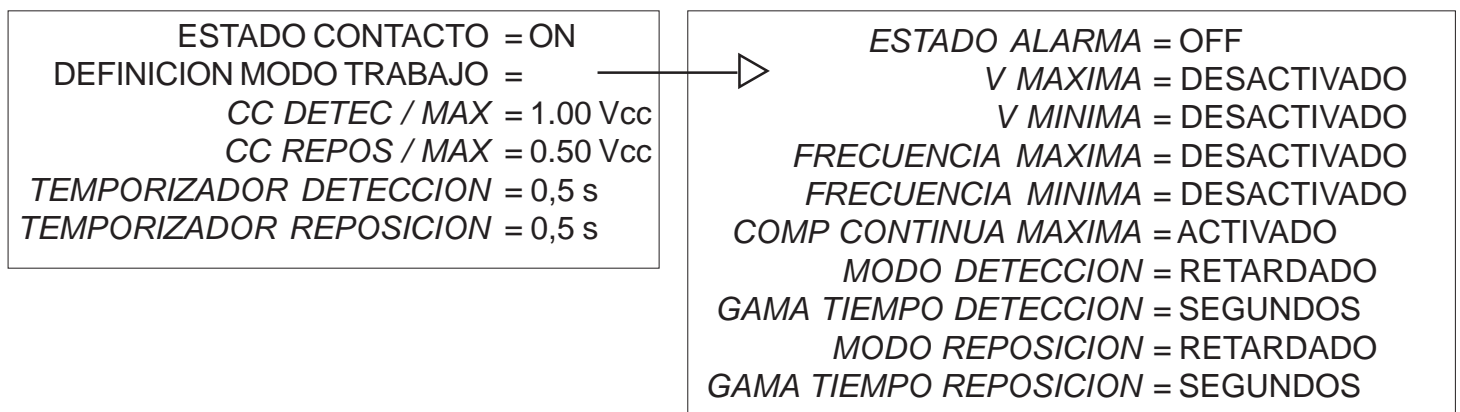 ESTADO CONTACTO = ON
DEFINICION MODO TRABAJO =
CC DETEC / MAX = 1.00 Vcc
CC REPOS / MAX = 0.50 Vcc
TEMPORIZADOR DETECCION = 0,5 s
TEMPORIZADOR REPOSICION = 0,5 s
ESTADO ALARMA = OFF
V MAXIMA = DESACTIVADO
V MINIMA = DESACTIVADO
FRECUENCIA MAXIMA = DESACTIVADO
FRECUENCIA MINIMA = DESACTIVADO
COMP CONTINUA MAXIMA = ACTIVADO
MODO DETECCION = RETARDADO
GAMA TIEMPO DETECCION = SEGUNDOS
MODO REPOSICION = RETARDADO
GAMA TIEMPO REPOSICION = SEGUNDOS